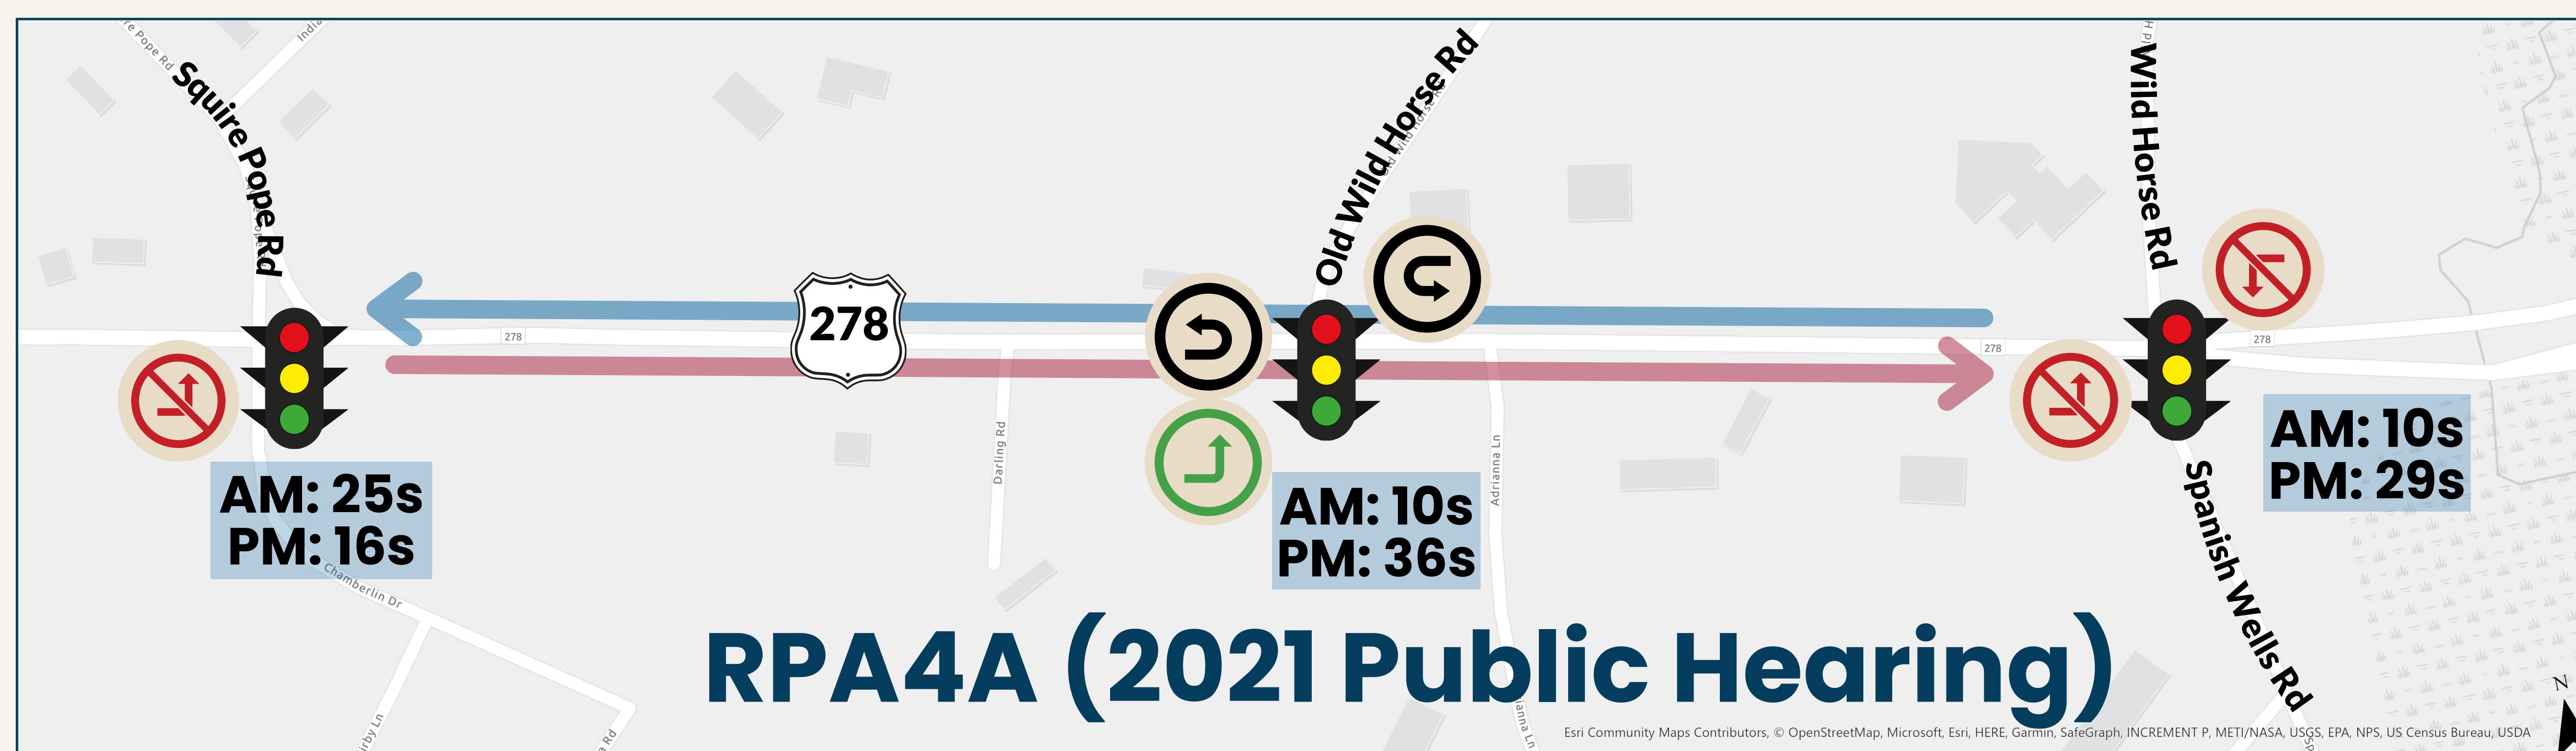 Squire Pope Rd
Old Wild Horse Rd
Wild Horse Rd
278
278
278
278
Darling Rd
Adrianna Ln
AM: 25s
PM: 16s
AM: 10s
PM: 36s
AM: 10s
PM: 29s
Spanish Wells Rd
Chamberlin Dr
RPA4A (2021 Public Hearing)
N
Esri Community Maps Contributors, © OpenStreetMap, Microsoft, Esri, HERE, Garmin, SafeGraph, INCREMENT P, METI/NASA, USGS, EPA, NPS, US Census Bureau, USDA